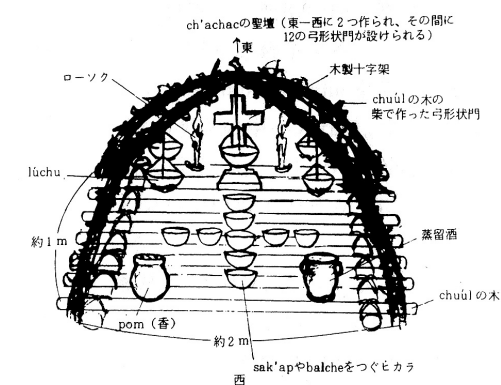 ch'achacの聖壇(東一西に2つ作られ、その間に
12の弓形状門が設けられる)
↑東
ローソク
木製十字架
chuúlの木の
柴で作った弓形状門
lúchu
約1m
蒸留酒
chuúlの木
pom(香)
約2m
sak'apやbalcheをつぐヒカラ
西